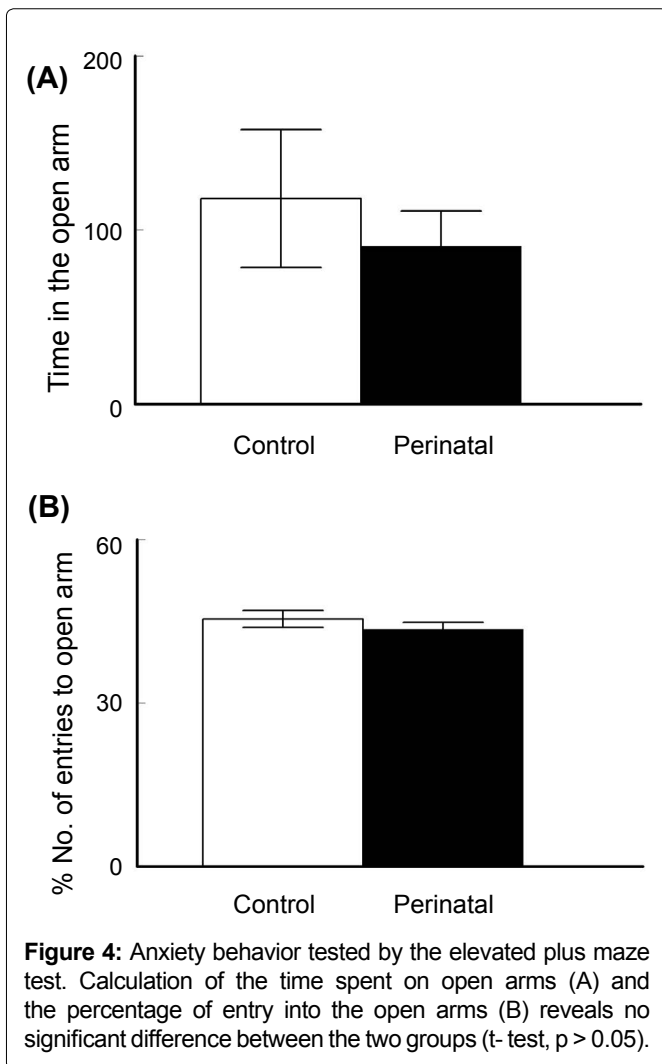 (A)
200
100
0
Time in the open arm
Control Perinatal
(B)
60
30
0
% No. of entries to open arm
Control Perinatal
Figure 4: Anxiety behavior tested by the elevated plus maze
test. Calculation of the time spent on open arms (A) and
the percentage of entry into the open arms (B) reveals no
significant difference between the two groups (t- test, p > 0.05).